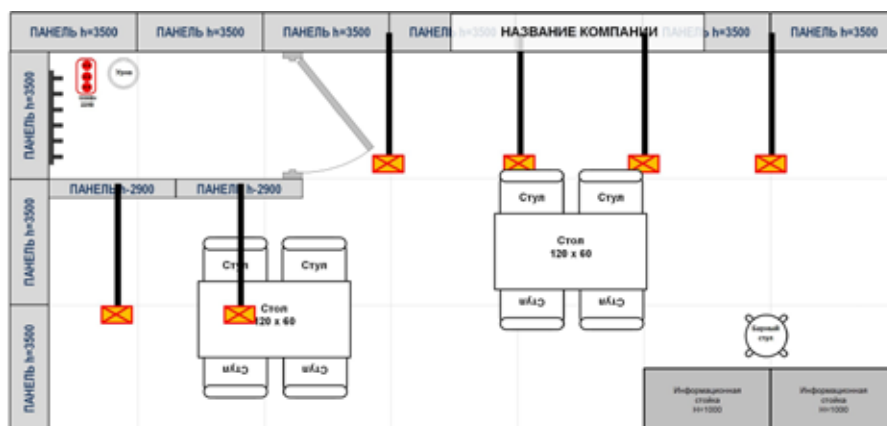 ПАНЕЛЬ h=3500
ПАНЕЛЬ h=3500
ПАНЕЛЬ h=3500
НАЗВАНИЕ КОМПАНИИ
ПАНЕЛЬ h=3500
ПАНЕЛЬ h=3500
ПАНЕЛЬ h=3500
Урна
220В
ПАНЕЛЬ h-2900
ПАНЕЛЬ h-2900
ПАНЕЛЬ h=3500
ПАНЕЛЬ h=3500
Стул
Стул
Стол
120 x 60
Стул
Стул
Стул
Стул
Стол
120 x 60
Стул
Стул
Барный
стул
Информационная
стойка
H=1000
Информационная
стойка
H=1000